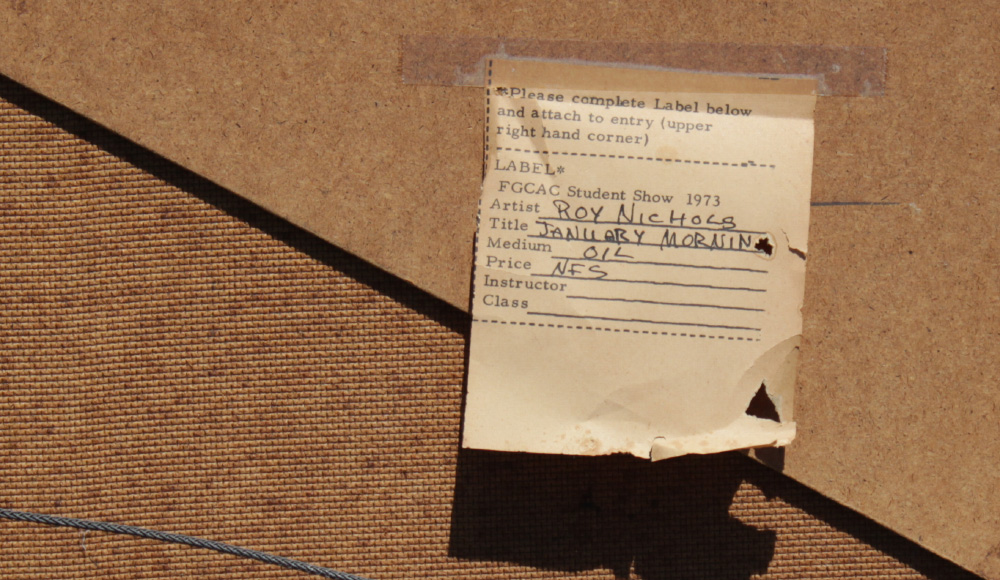 *Please complete Label below
and attach to entry (upper
right hand corner)
LABEL*
FGCAC Student Show 1973
Artist ROY NICHOLS
Title JANUARY MORNIN
Medium OIL
Price NFS
Instructor
Class